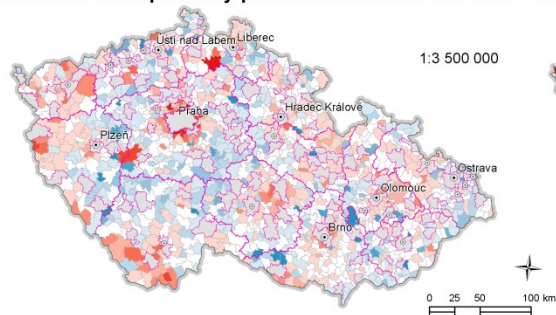 Ústí nad Labem
Liberec
1:3 500 000
Praha
Hradec Králové
Plzeň
Ostrava
Olomouc
Brno
0 25 50 100 km